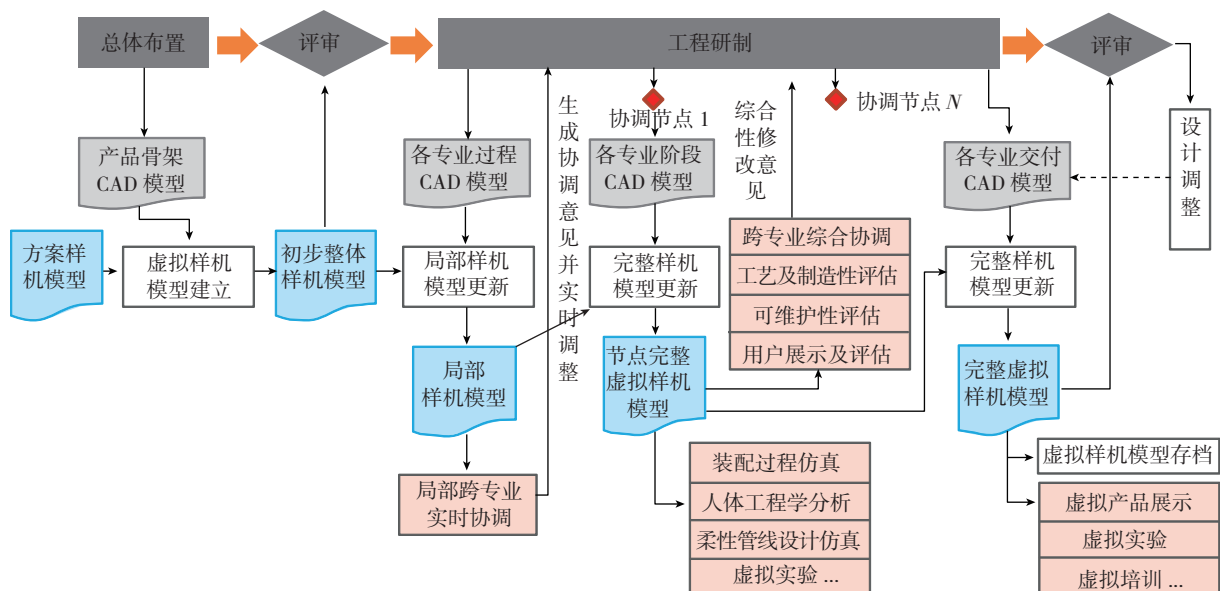 总体布置
评审
工程研制
评审
生成协调意见并实时调整
协调节点 1
综合
性修
改意
见
协调节点 N
设计调整
产品骨架
CAD 模型
各专业过程
CAD 模型
各专业阶段
CAD 模型
各专业交付
CAD 模型
方案样
机模型
虚拟样机
模型建立
初步整体
样机模型
局部样机
模型更新
完整样机
模型更新
跨专业综合协调
工艺及制造性评估
可维护性评估
用户展示及评估
完整样机
模型更新
局部
样机模型
节点完整
虚拟样机
模型
完整虚拟
样机模型
局部跨专业
实时协调
装配过程仿真
人体工程学分析
柔性管线设计仿真
虚拟实验 ...
虚拟样机模型存档
虚拟产品展示
虚拟实验
虚拟培训 ...